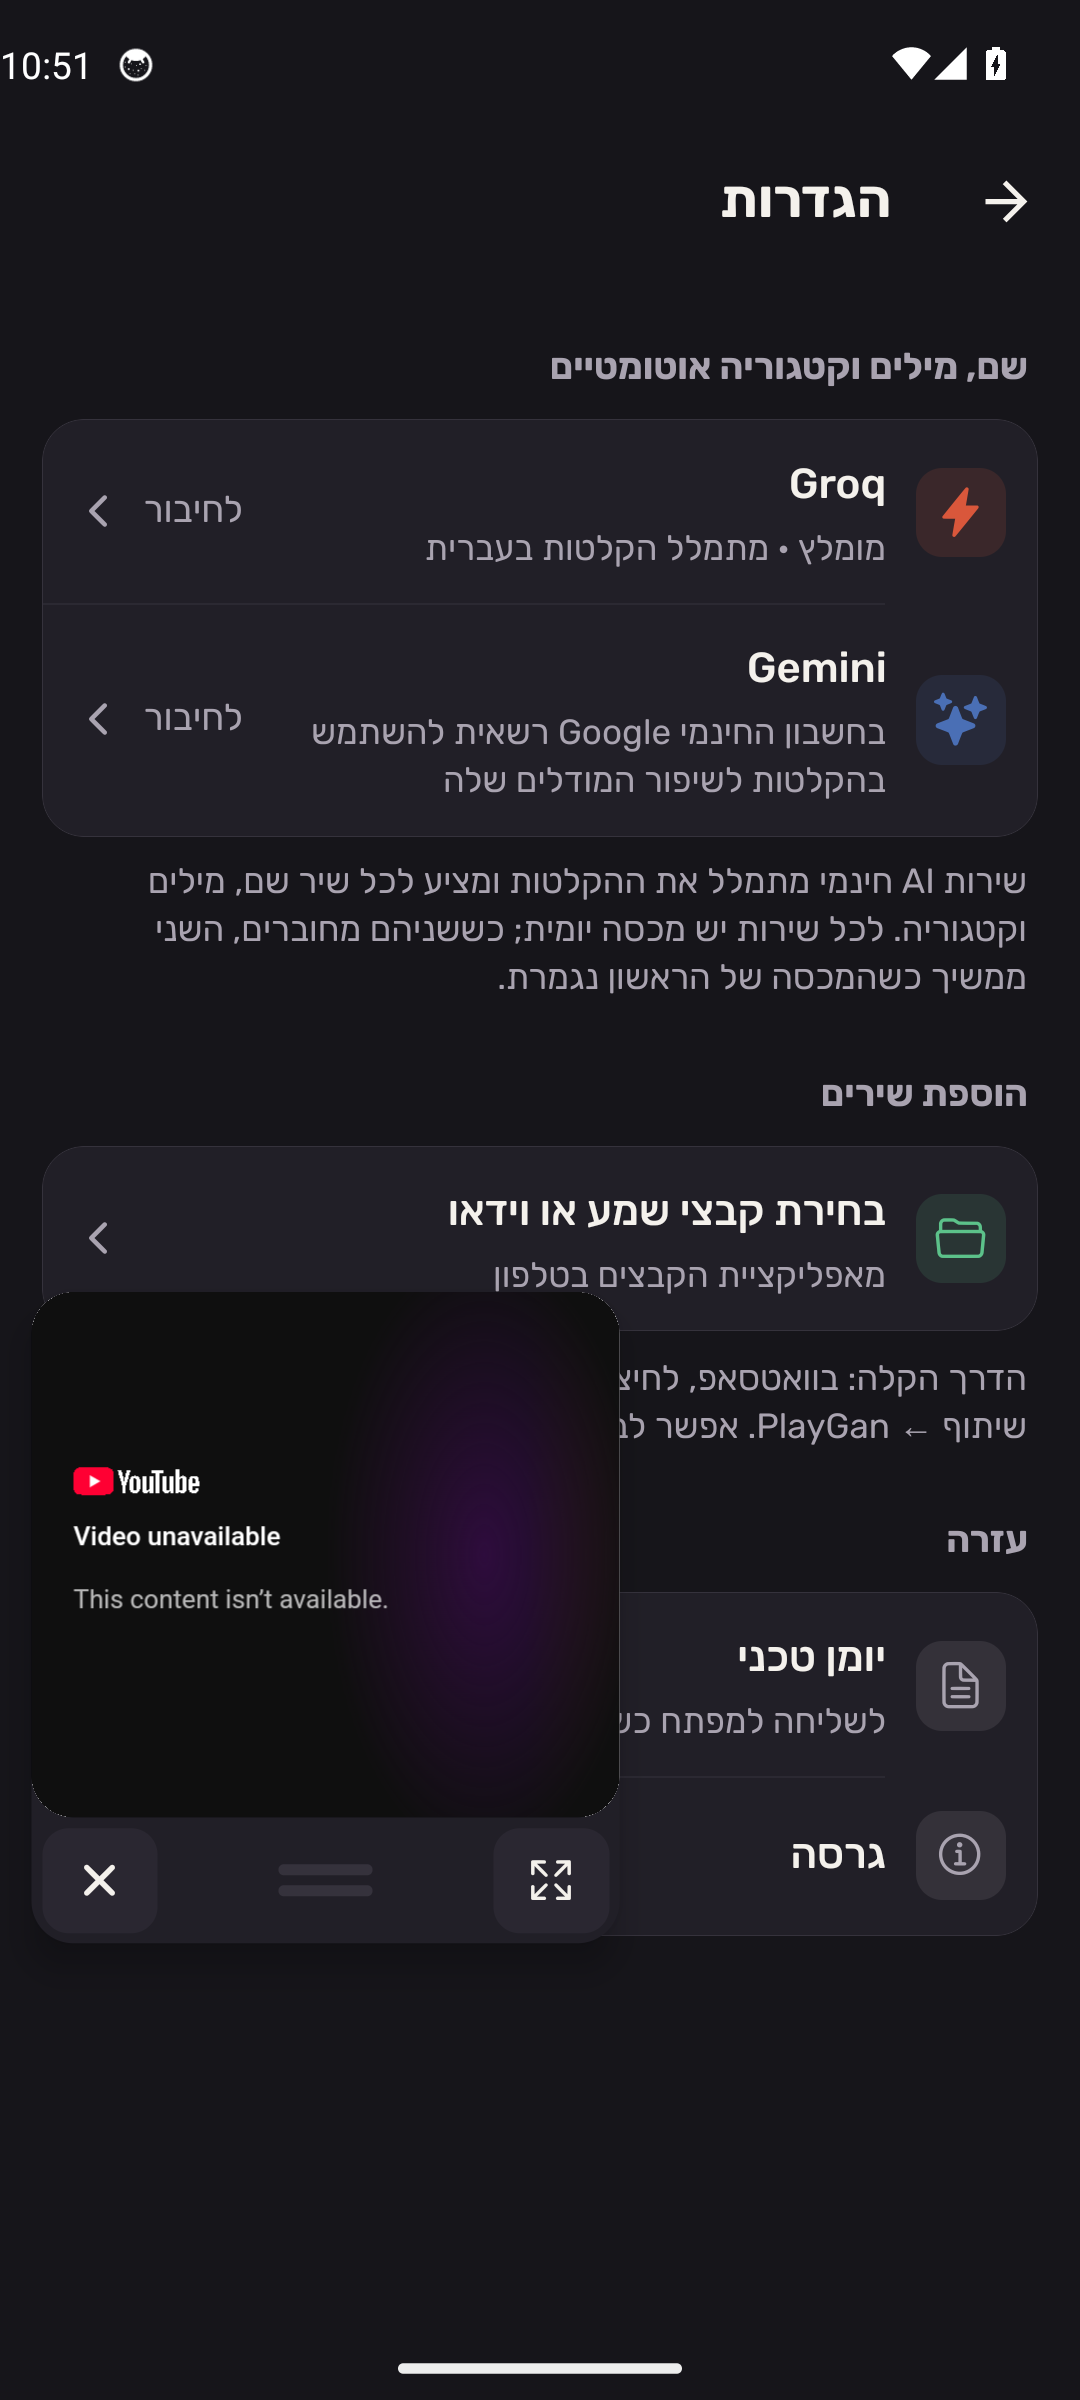 10:51
הגדרות
שם, מילים וקטגוריה אוטומטיים
Groq
מומלץ • מתמלל הקלטות בעברית
לחיבור
Gemini
בחשבון החינמי Google רשאית להשתמש
בהקלטות לשיפור המודלים שלה
לחיבור
שירות AI חינמי מתמלל את ההקלטות ומציע לכל שיר שם, מילים
וקטגוריה. לכל שירות יש מכסה יומית; כששניהם מחוברים, השני
ממשיך כשהמכסה של הראשון נגמרת.
הוספת שירים
בחירת קבצי שמע או וידאו
מאפליקציית הקבצים בטלפון
הדרך הקלה: בוואטסאפ,
שיתוף ← PlayGan. אפשר
עזרה
יומן טכני
לשליחה למפתח
גרסה
YouTube
Video unavailable
This content isn’t available.